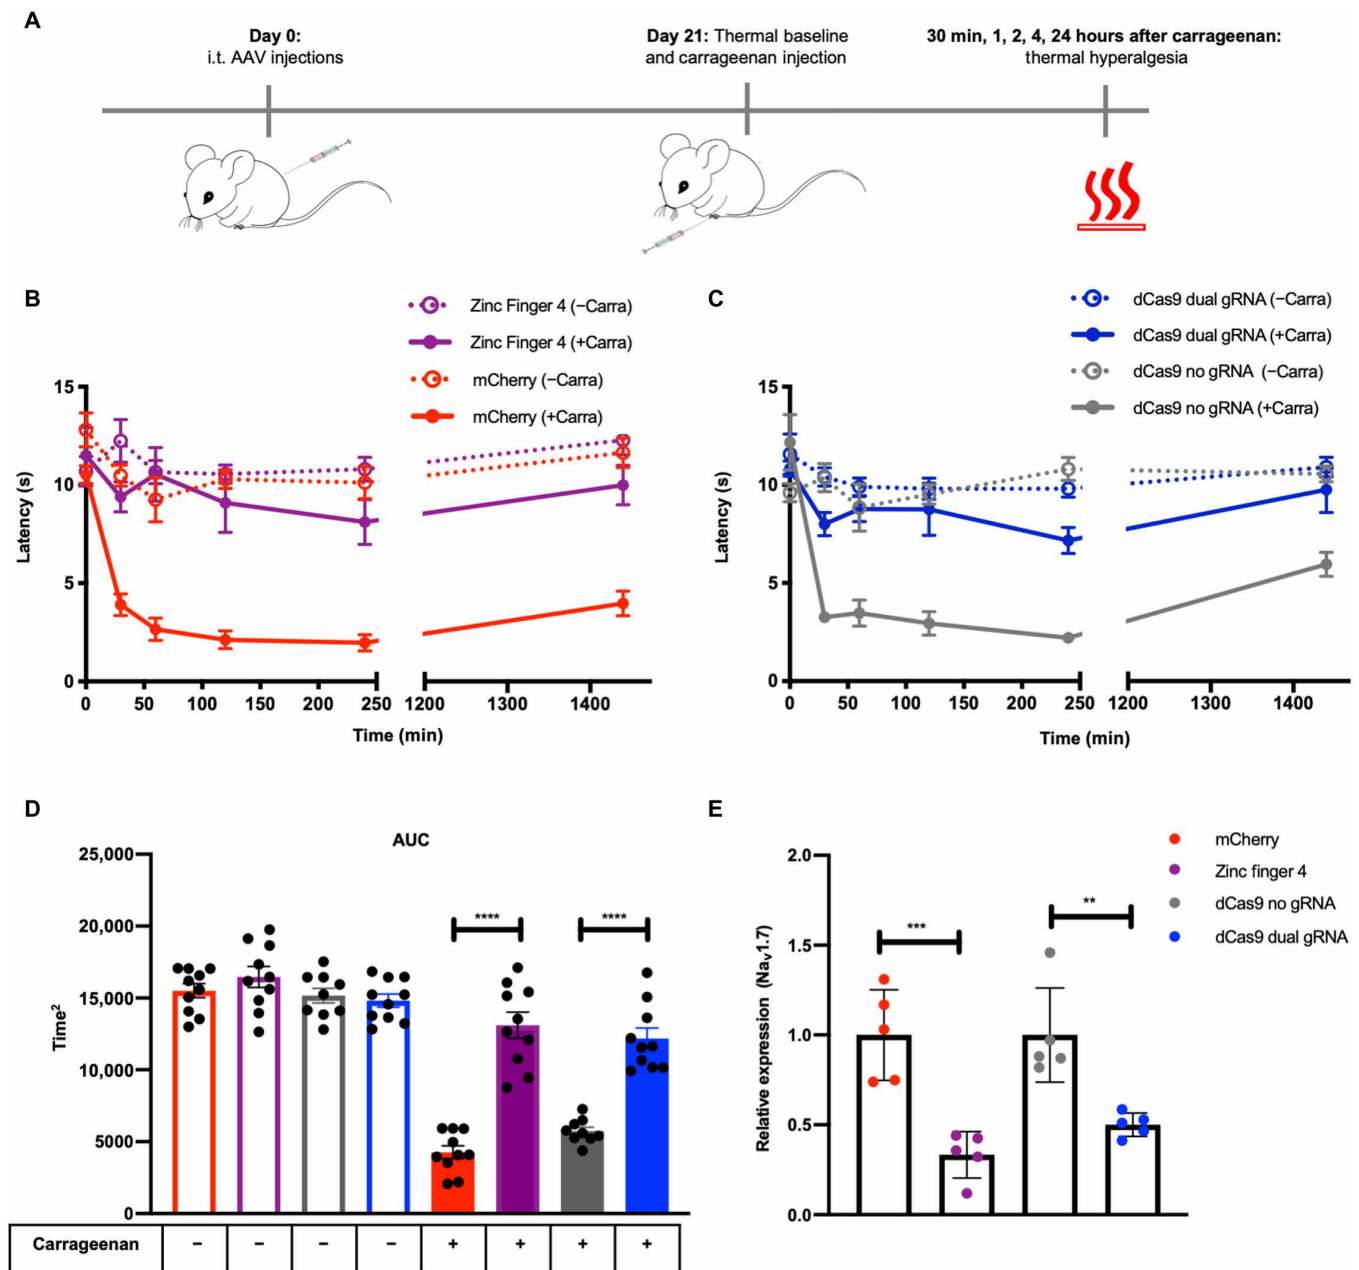 A
Day 0:
i.t. AAV injections
Day 21: Thermal baseline
and carrageenan injection
30 min, 1, 2, 4, 24 hours after carrageenan:
thermal hyperalgesia
B
Zinc Finger 4 (−Carra)
Zinc Finger 4 (+Carra)
mCherry (−Carra)
mCherry (+Carra)
15
10
5
0
Latency (s)
0 50 100 150 200 250 1200 1300 1400
Time (min)
C
dCas9 dual gRNA (−Carra)
dCas9 dual gRNA (+Carra)
dCas9 no gRNA (−Carra)
dCas9 no gRNA (+Carra)
15
10
5
0
Latency (s)
0 50 100 150 200 250 1200 1300 1400
Time (min)
D
AUC
25,000
20,000
15,000
10,000
5000
0
Time²
**** ****
Carrageenan − − − − + + + +
E
mCherry
Zinc finger 4
dCas9 no gRNA
dCas9 dual gRNA
2.0
1.5
1.0
0.5
0.0
Relative expression (Naᵥ1.7)
*** **